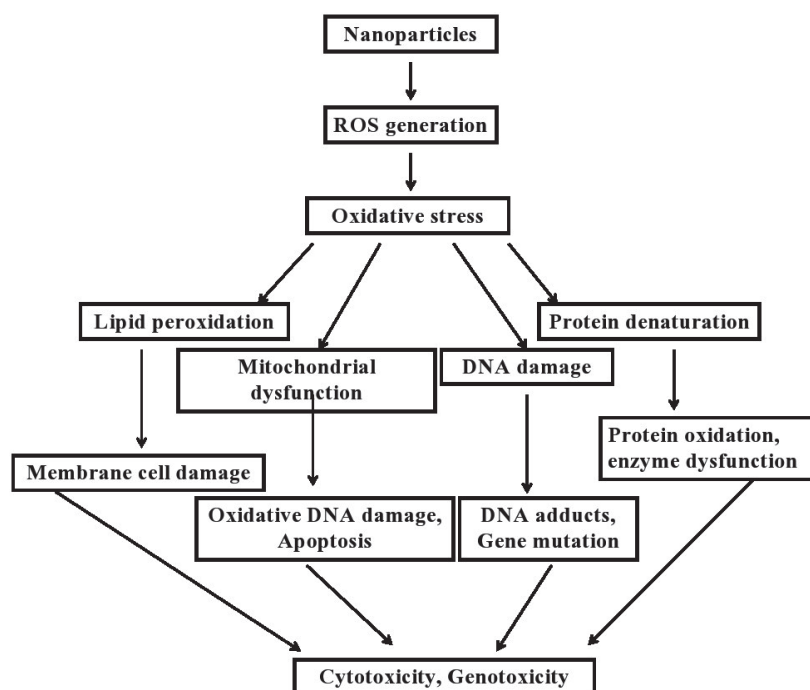 Nanoparticles
ROS generation
Oxidative stress
Lipid peroxidation
Protein denaturation
Mitochondrial
dysfunction
DNA damage
Protein oxidation,
enzyme dysfunction
Membrane cell damage
Oxidative DNA damage,
Apoptosis
DNA adducts,
Gene mutation
Cytotoxicity, Genotoxicity